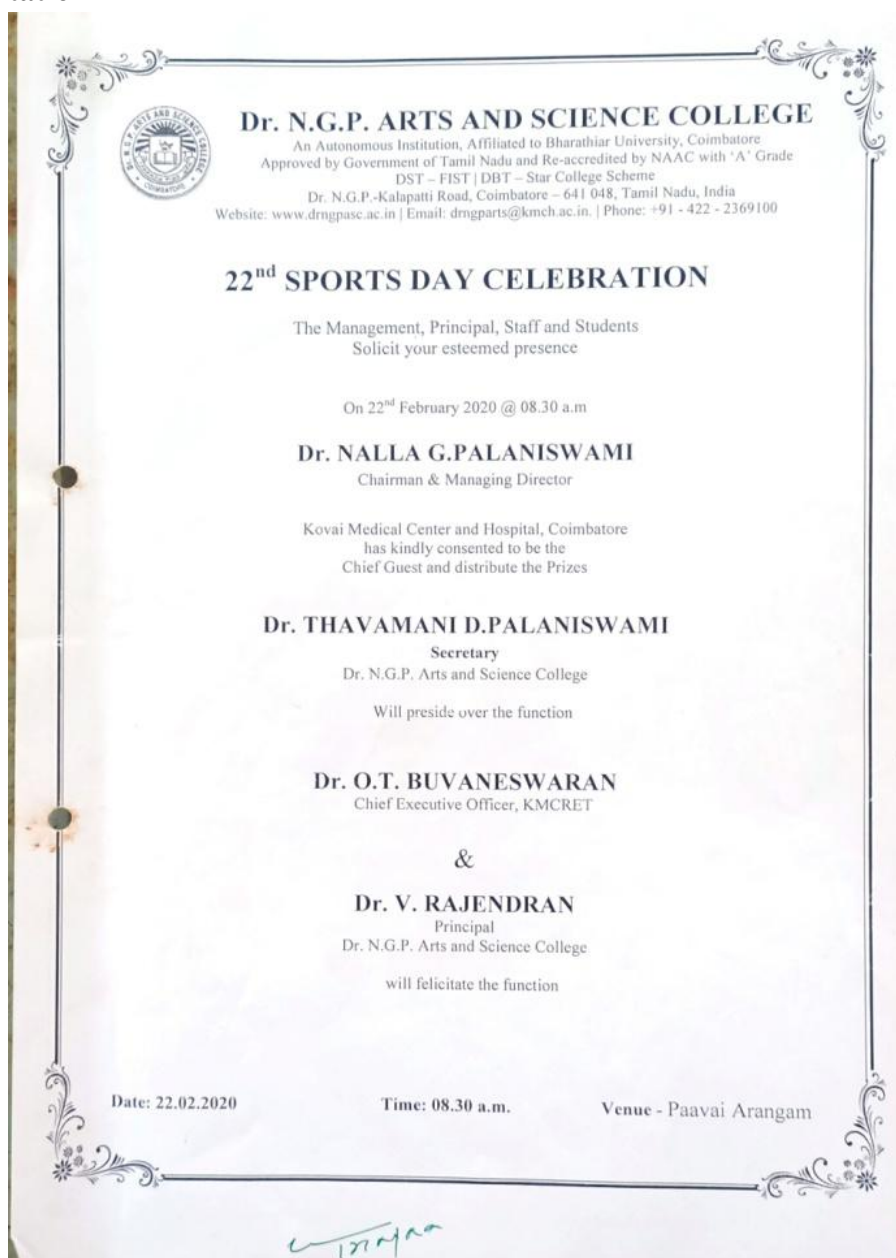 Dr. N.G.P. ARTS AND SCIENCE COLLEGE
An Autonomous Institution, Affiliated to Bharathiar University, Coimbatore
Approved by Government of Tamil Nadu and Re-accredited by NAAC with 'A' Grade
DST – FIST | DBT – Star College Scheme
Dr. N.G.P.-Kalapatti Road, Coimbatore – 641 048, Tamil Nadu, India
Website: www.drngpasc.ac.in | Email: drngparts@kmch.ac.in. | Phone: +91 - 422 - 2369100
22nd SPORTS DAY CELEBRATION
The Management, Principal, Staff and Students
Solicit your esteemed presence
On 22nd February 2020 @ 08.30 a.m
Dr. NALLA G.PALANISWAMI
Chairman & Managing Director
Kovai Medical Center and Hospital, Coimbatore
has kindly consented to be the
Chief Guest and distribute the Prizes
Dr. THAVAMANI D.PALANISWAMI
Secretary
Dr. N.G.P. Arts and Science College
Will preside over the function
Dr. O.T. BUVANESWARAN
Chief Executive Officer, KMCRET
&
Dr. V. RAJENDRAN
Principal
Dr. N.G.P. Arts and Science College
will felicitate the function
Date: 22.02.2020 Time: 08.30 a.m. Venue - Paavai Arangam